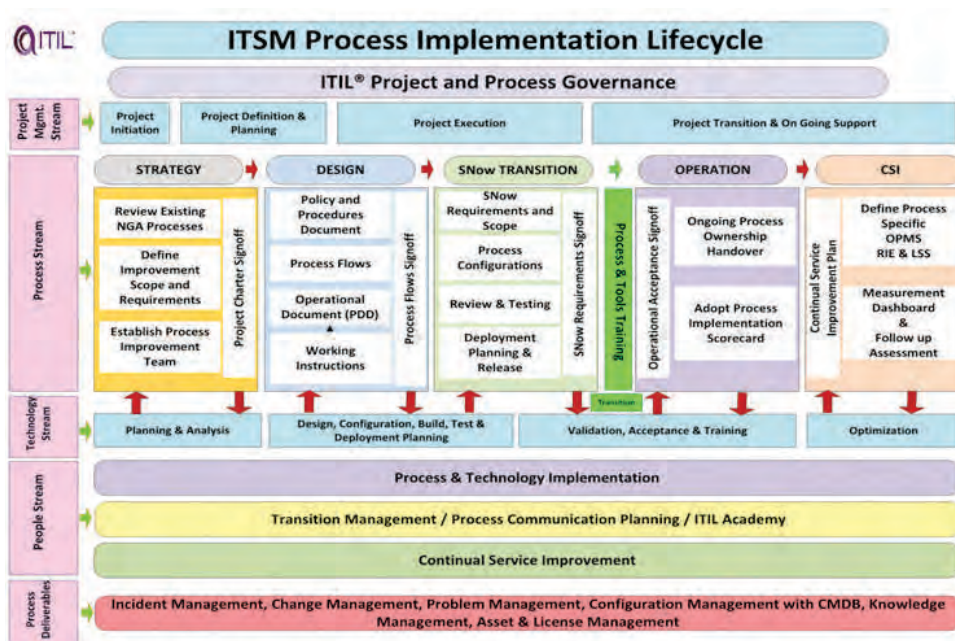 ITIL™
ITSM Process Implementation Lifecycle
ITIL® Project and Process Governance
Project
Mgmt.
Stream
Project
Initiation
Project Definition &
Planning
Project Execution
Project Transition & On Going Support
Process Stream
STRATEGY
DESIGN
SNow TRANSITION
OPERATION
CSI
Review Existing
NGA Processes
Define
Improvement
Scope and
Requirements
Establish Process
Improvement
Team
Project Charter Signoff
Policy and
Procedures
Document
Process Flows
Operational
Document (PDD)
Working
Instructions
Process Flows Signoff
SNow
Requirements and
Scope
Process
Configurations
Review & Testing
Deployment
Planning &
Release
SNow Requirements Signoff
Process & Tools Training
Transition
Operational Acceptance Signoff
Ongoing Process
Ownership
Handover
Adopt Process
Implementation
Scorecard
Continual Service
Improvement Plan
Define Process
Specific
OPMS
RIE & LSS
Measurement
Dashboard
&
Follow up
Assessment
Technology
Stream
Planning & Analysis
Design, Configuration, Build, Test &
Deployment Planning
Validation, Acceptance & Training
Optimization
People Stream
Process & Technology Implementation
Transition Management / Process Communication Planning / ITIL Academy
Continual Service Improvement
Process
Deliverables
Incident Management, Change Management, Problem Management, Configuration Management with CMDB, Knowledge
Management, Asset & License Management